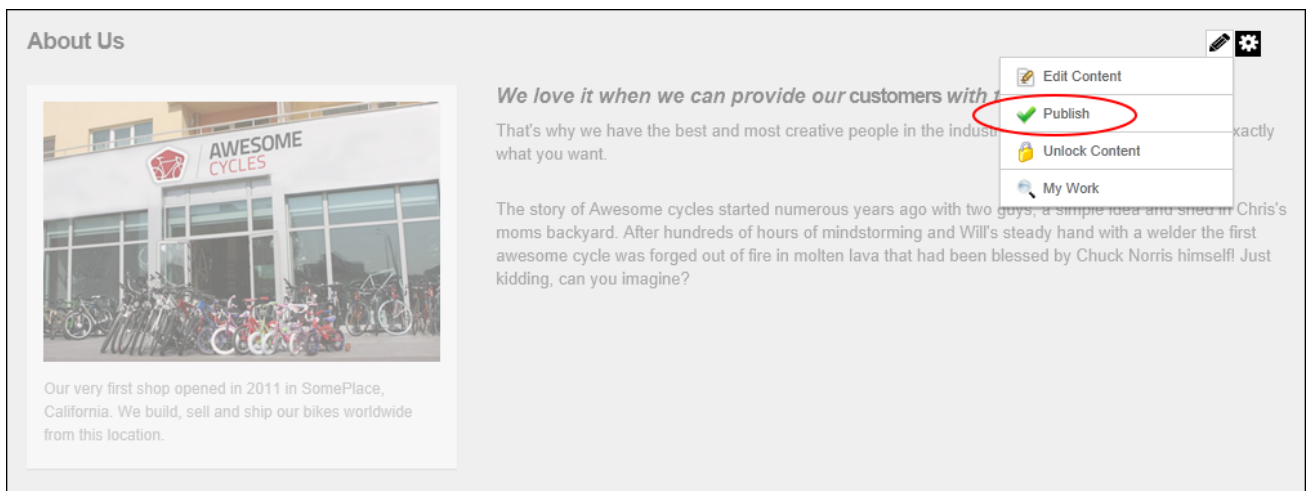 About Us
Edit Content
Publish
Unlock Content
My Work
AWESOME
CYCLES
Our very first shop opened in 2011 in SomePlace,
California. We build, sell and ship our bikes worldwide
from this location.
We love it when we can provide our customers with
That's why we have the best and most creative people in the
what you want.
The story of Awesome cycles started numerous years ago with two guys, a simple idea and shed in Chris's
moms backyard. After hundreds of hours of mindstorming and Will's steady hand with a welder the first
awesome cycle was forged out of fire in molten lava that had been blessed by Chuck Norris himself! Just
kidding, can you imagine?